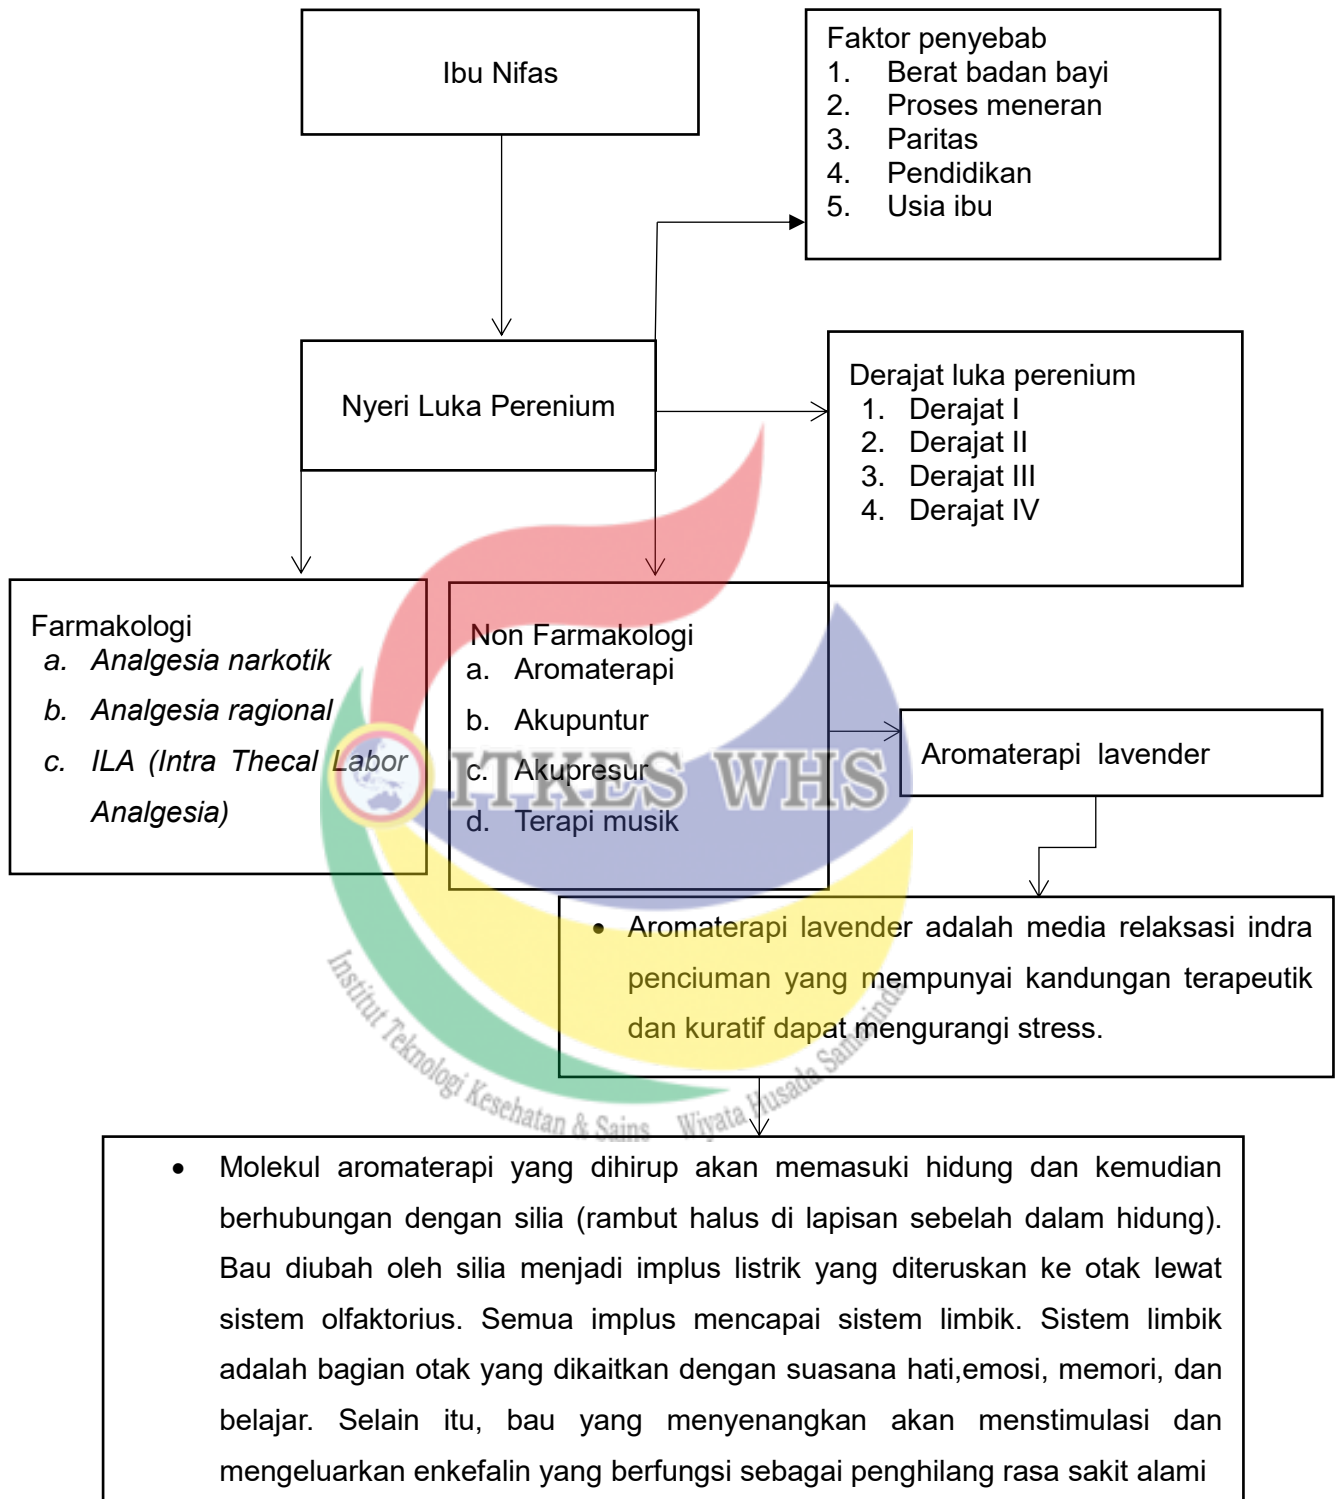 Ibu Nifas
Faktor penyebab
1. Berat badan bayi
2. Proses meneran
3. Paritas
4. Pendidikan
5. Usia ibu
Nyeri Luka Perenium
Derajat luka perenium
1. Derajat I
2. Derajat II
3. Derajat III
4. Derajat IV
Farmakologi
a. Analgesia narkotik
b. Analgesia ragional
c. ILA (Intra Thecal Labor
Analgesia)
Non Farmakologi
a. Aromaterapi
b. Akupuntur
c. Akupresur
d. Terapi musik
Aromaterapi lavender
ITKES WHS
Institut Teknologi Kesehatan & Sains Wiyata Husada Samarinda
• Aromaterapi lavender adalah media relaksasi indra
penciuman yang mempunyai kandungan terapeutik
dan kuratif dapat mengurangi stress.
• Molekul aromaterapi yang dihirup akan memasuki hidung dan kemudian
berhubungan dengan silia (rambut halus di lapisan sebelah dalam hidung).
Bau diubah oleh silia menjadi implus listrik yang diteruskan ke otak lewat
sistem olfaktorius. Semua implus mencapai sistem limbik. Sistem limbik
adalah bagian otak yang dikaitkan dengan suasana hati,emosi, memori, dan
belajar. Selain itu, bau yang menyenangkan akan menstimulasi dan
mengeluarkan enkefalin yang berfungsi sebagai penghilang rasa sakit alami